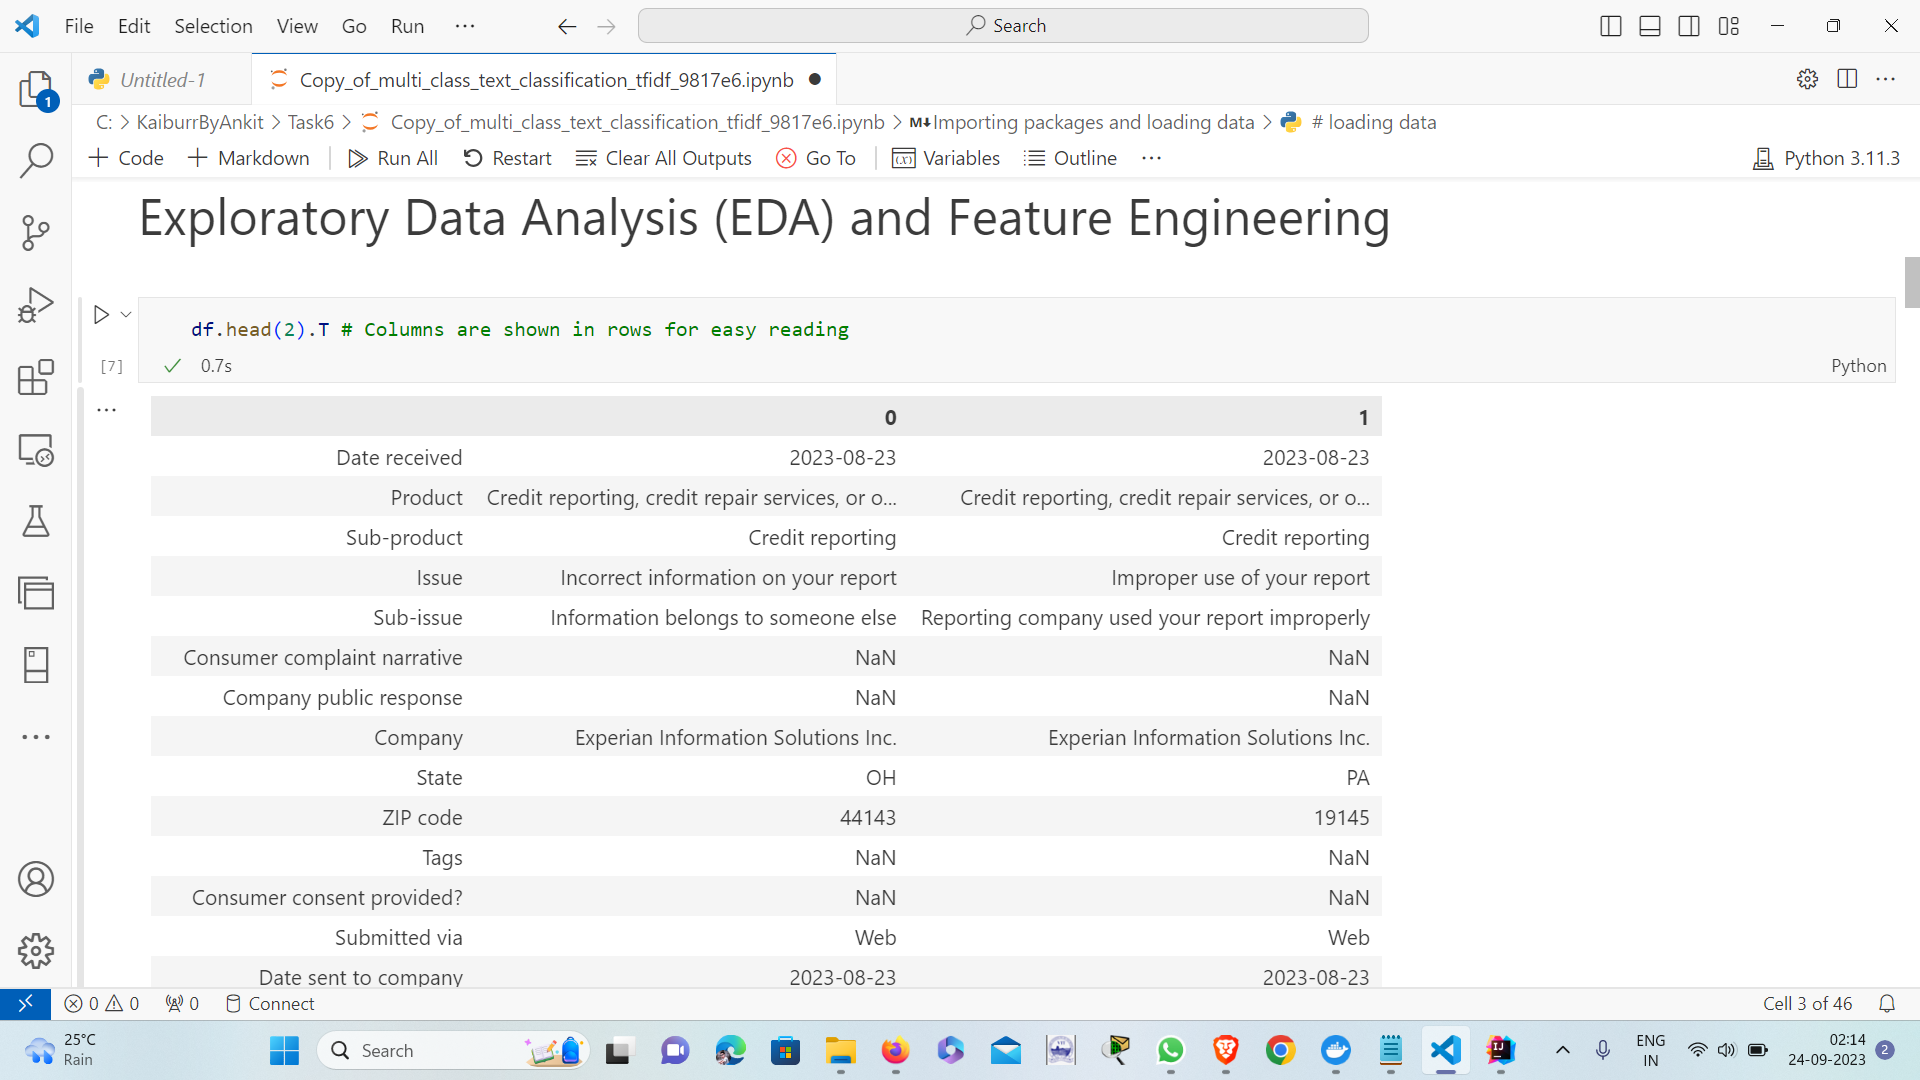 File Edit Selection View Go Run ··· Search
1
Untitled-1 Copy_of_multi_class_text_classification_tfidf_9817e6.ipynb
C: > KaiburrByAnkit > Task6 > Copy_of_multi_class_text_classification_tfidf_9817e6.ipynb > M↓Importing packages and loading data > # loading data
+ Code + Markdown Run All Restart Clear All Outputs Go To Variables Outline ··· Python 3.11.3
Exploratory Data Analysis (EDA) and Feature Engineering
df.head(2).T # Columns are shown in rows for easy reading
[7] 0.7s Python
0 1
Date received 2023-08-23 2023-08-23
Product Credit reporting, credit repair services, or o... Credit reporting, credit repair services, or o...
Sub-product Credit reporting Credit reporting
Issue Incorrect information on your report Improper use of your report
Sub-issue Information belongs to someone else Reporting company used your report improperly
Consumer complaint narrative NaN NaN
Company public response NaN NaN
Company Experian Information Solutions Inc. Experian Information Solutions Inc.
State OH PA
ZIP code 44143 19145
Tags NaN NaN
Consumer consent provided? NaN NaN
Submitted via Web Web
Date sent to company 2023-08-23 2023-08-23
0 0 0 Connect Cell 3 of 46
25°C
Rain
Search
ENG
IN
02:14
24-09-2023
2